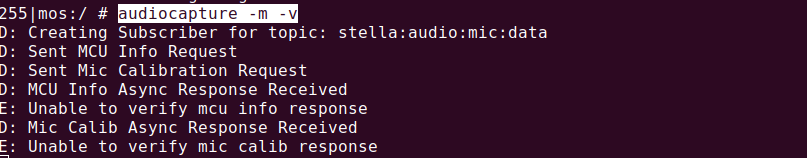 255|mos:/ # audiocapture -m -v
D: Creating Subscriber for topic: stella:audio:mic:data
D: Sent MCU Info Request
D: Sent Mic Calibration Request
D: MCU Info Async Response Received
E: Unable to verify mcu info response
D: Mic Calib Async Response Received
E: Unable to verify mic calib response